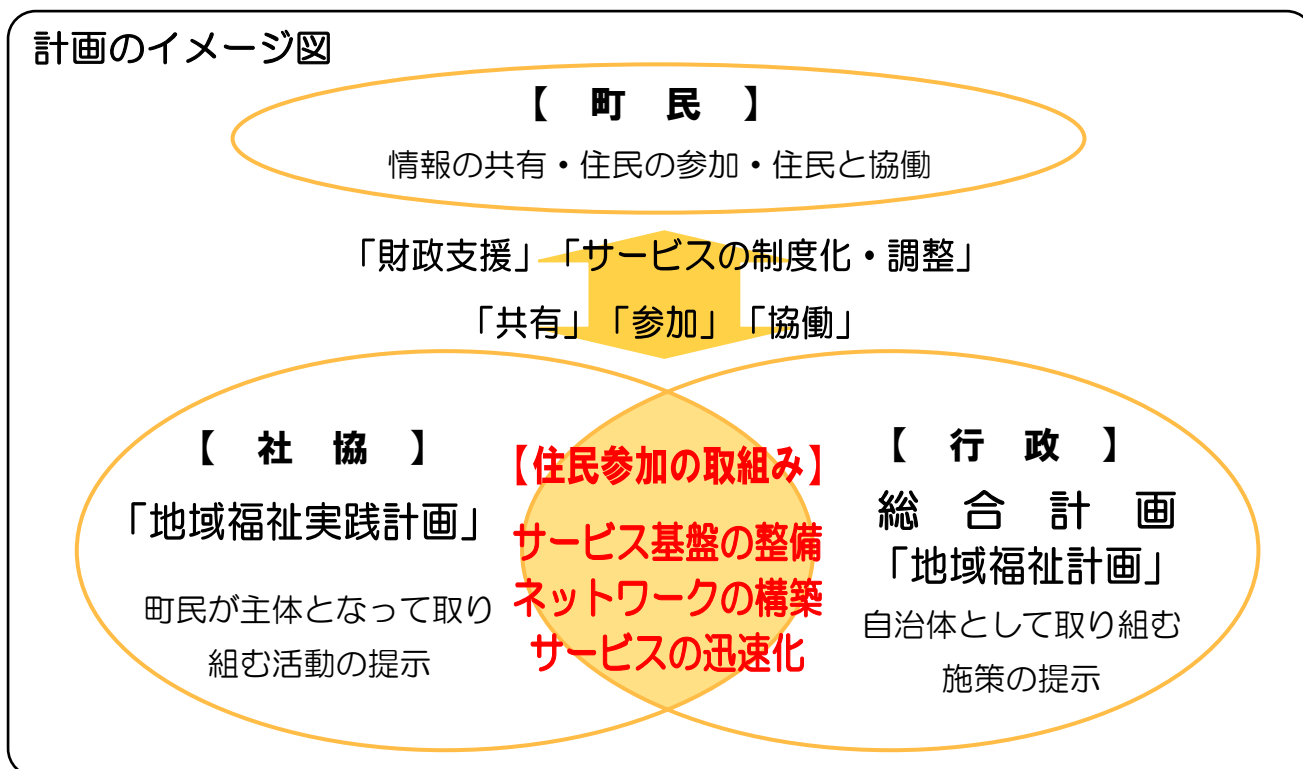 計画のイメージ図
【 町 民 】
情報の共有・住民の参加・住民と協働
「財政支援」「サービスの制度化・調整」
「共有」「参加」「協働」
【 社 協 】
「地域福祉実践計画」
町民が主体となって取り
組む活動の提示
【住民参加の取組み】
サービス基盤の整備
ネットワークの構築
サービスの迅速化
【 行 政 】
総 合 計 画
「地域福祉計画」
自治体として取り組む
施策の提示